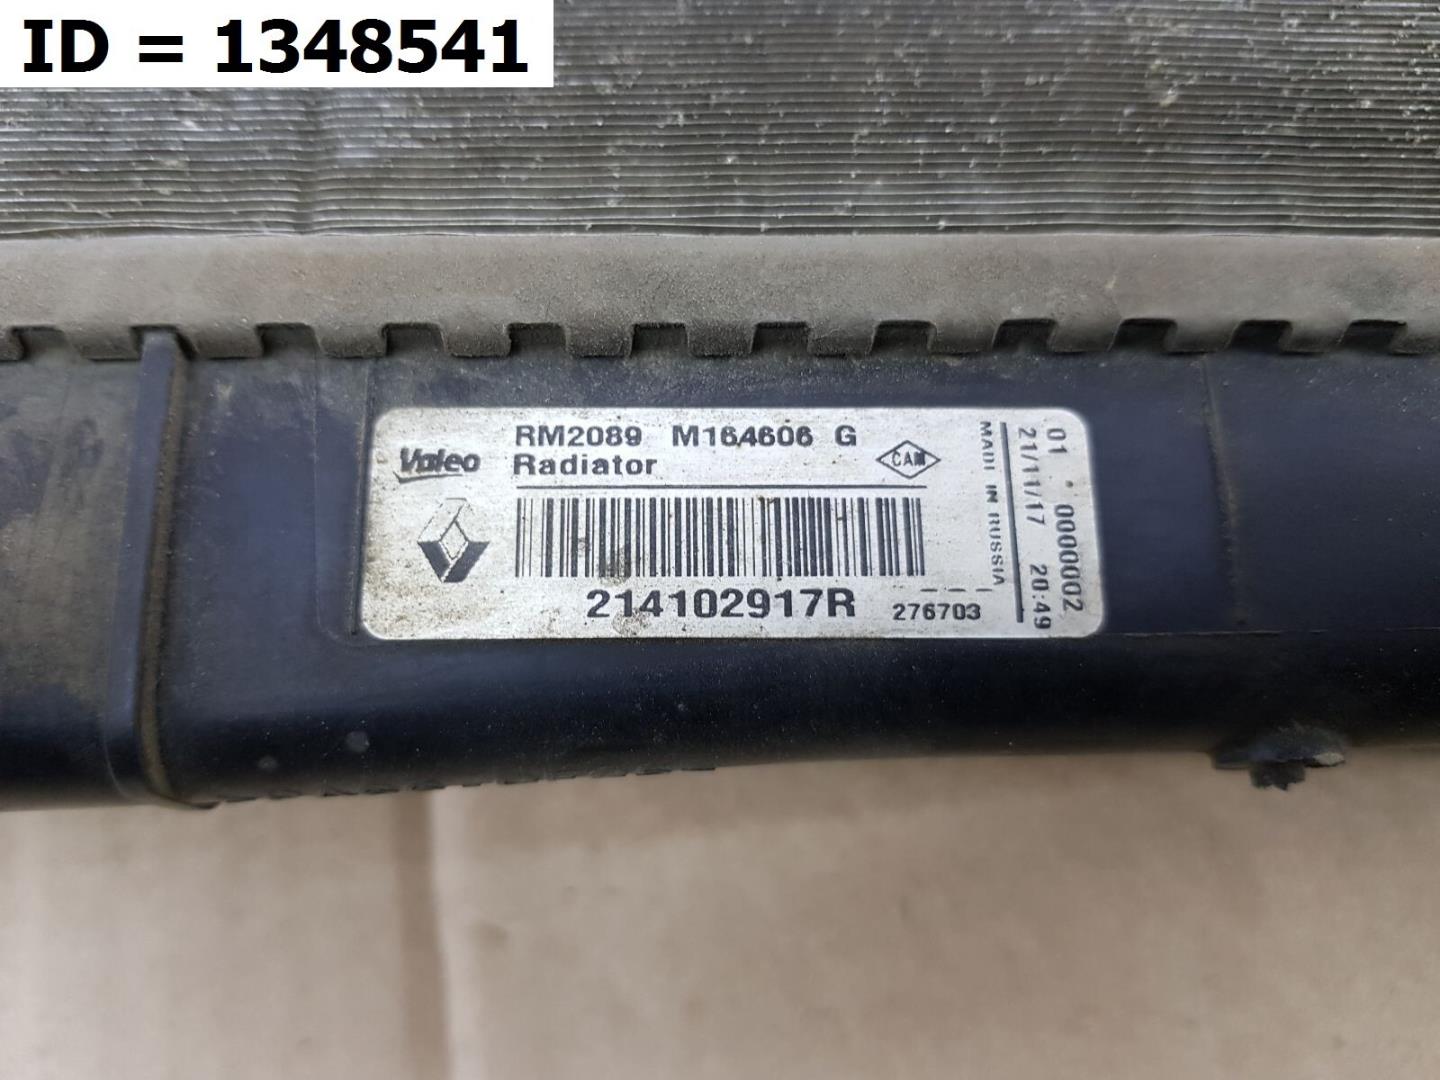 ID = 1348541
RM2089 M164606 G
Valeo
Radiator
CAM
214102917R
276703
MADE IN RUSSIA
21/11/17 20:49
01 * 0000002